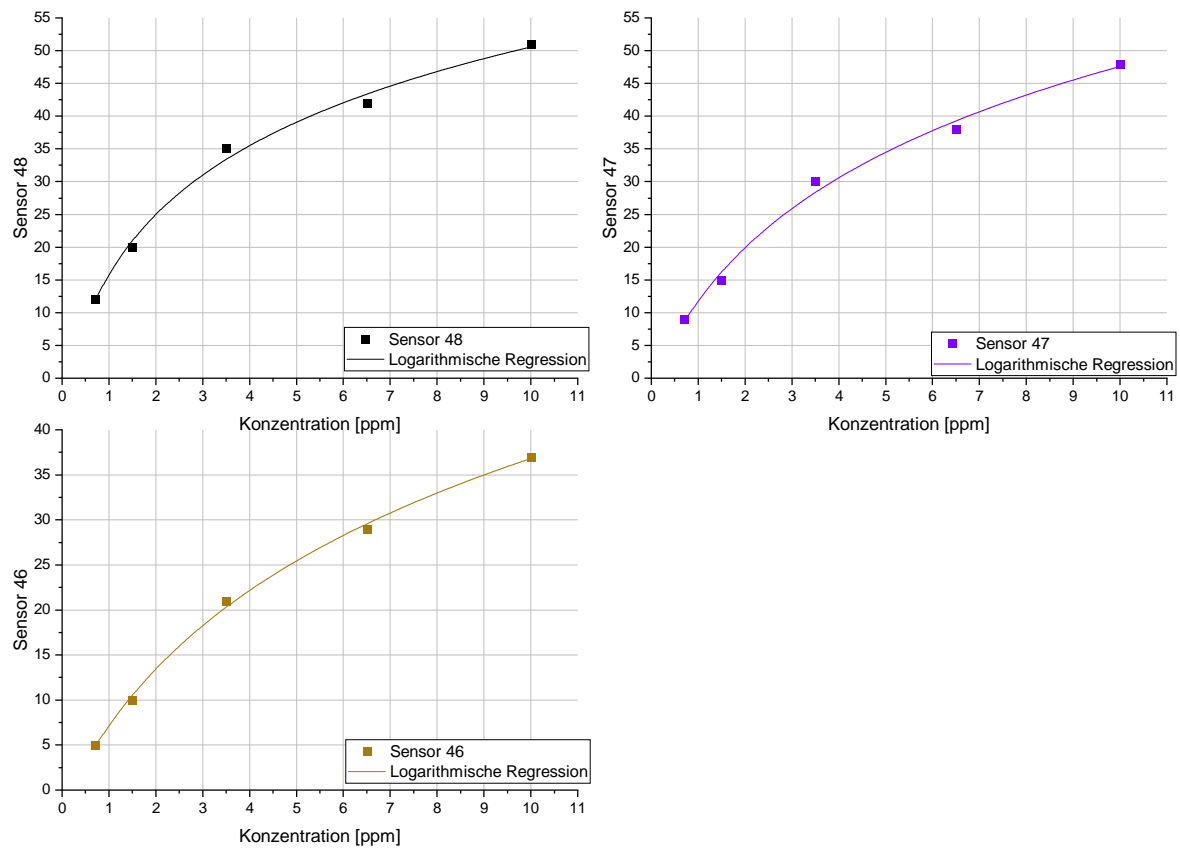 55
50
45
40
35
30
25
20
15
10
5
0
Sensor 48
Sensor 48
Logarithmische Regression
0 1 2 3 4 5 6 7 8 9 10 11
Konzentration [ppm]
55
50
45
40
35
30
25
20
15
10
5
0
Sensor 47
Sensor 47
Logarithmische Regression
0 1 2 3 4 5 6 7 8 9 10 11
Konzentration [ppm]
40
35
30
25
20
15
10
5
0
Sensor 46
Sensor 46
Logarithmische Regression
0 1 2 3 4 5 6 7 8 9 10 11
Konzentration [ppm]